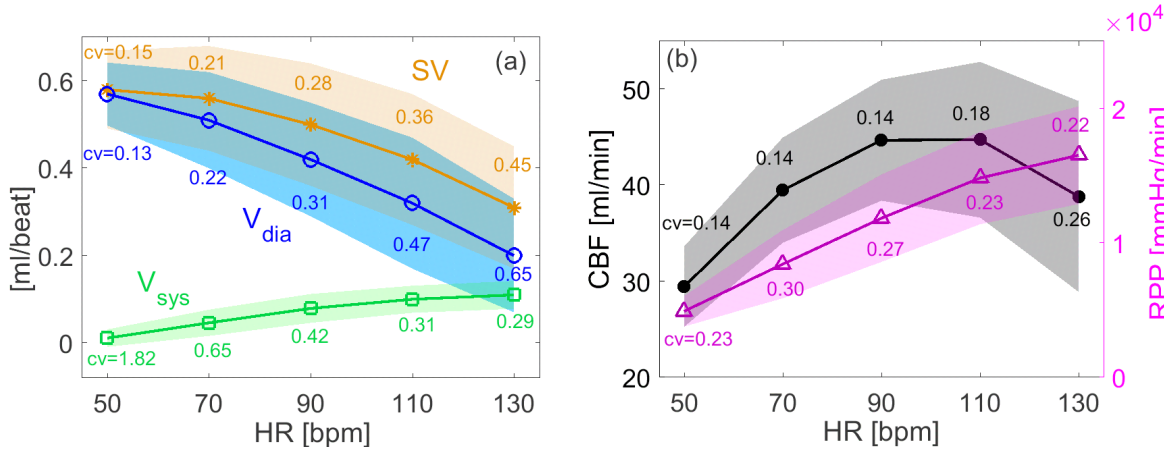 (a)
SV
V_dia
V_sys
cv=0.15
0.21
0.28
0.36
0.45
cv=0.13
0.22
0.31
0.47
0.65
cv=1.82
0.65
0.42
0.31
0.29
[ml/beat]
0.6
0.4
0.2
0
50 70 90 110 130
HR [bpm]
×10⁴
(b)
cv=0.14
0.14
0.14
0.18
0.26
cv=0.23
0.30
0.27
0.23
0.22
CBF [ml/min]
50
40
30
20
RPP [mmHg/min]
2
1
0
50 70 90 110 130
HR [bpm]